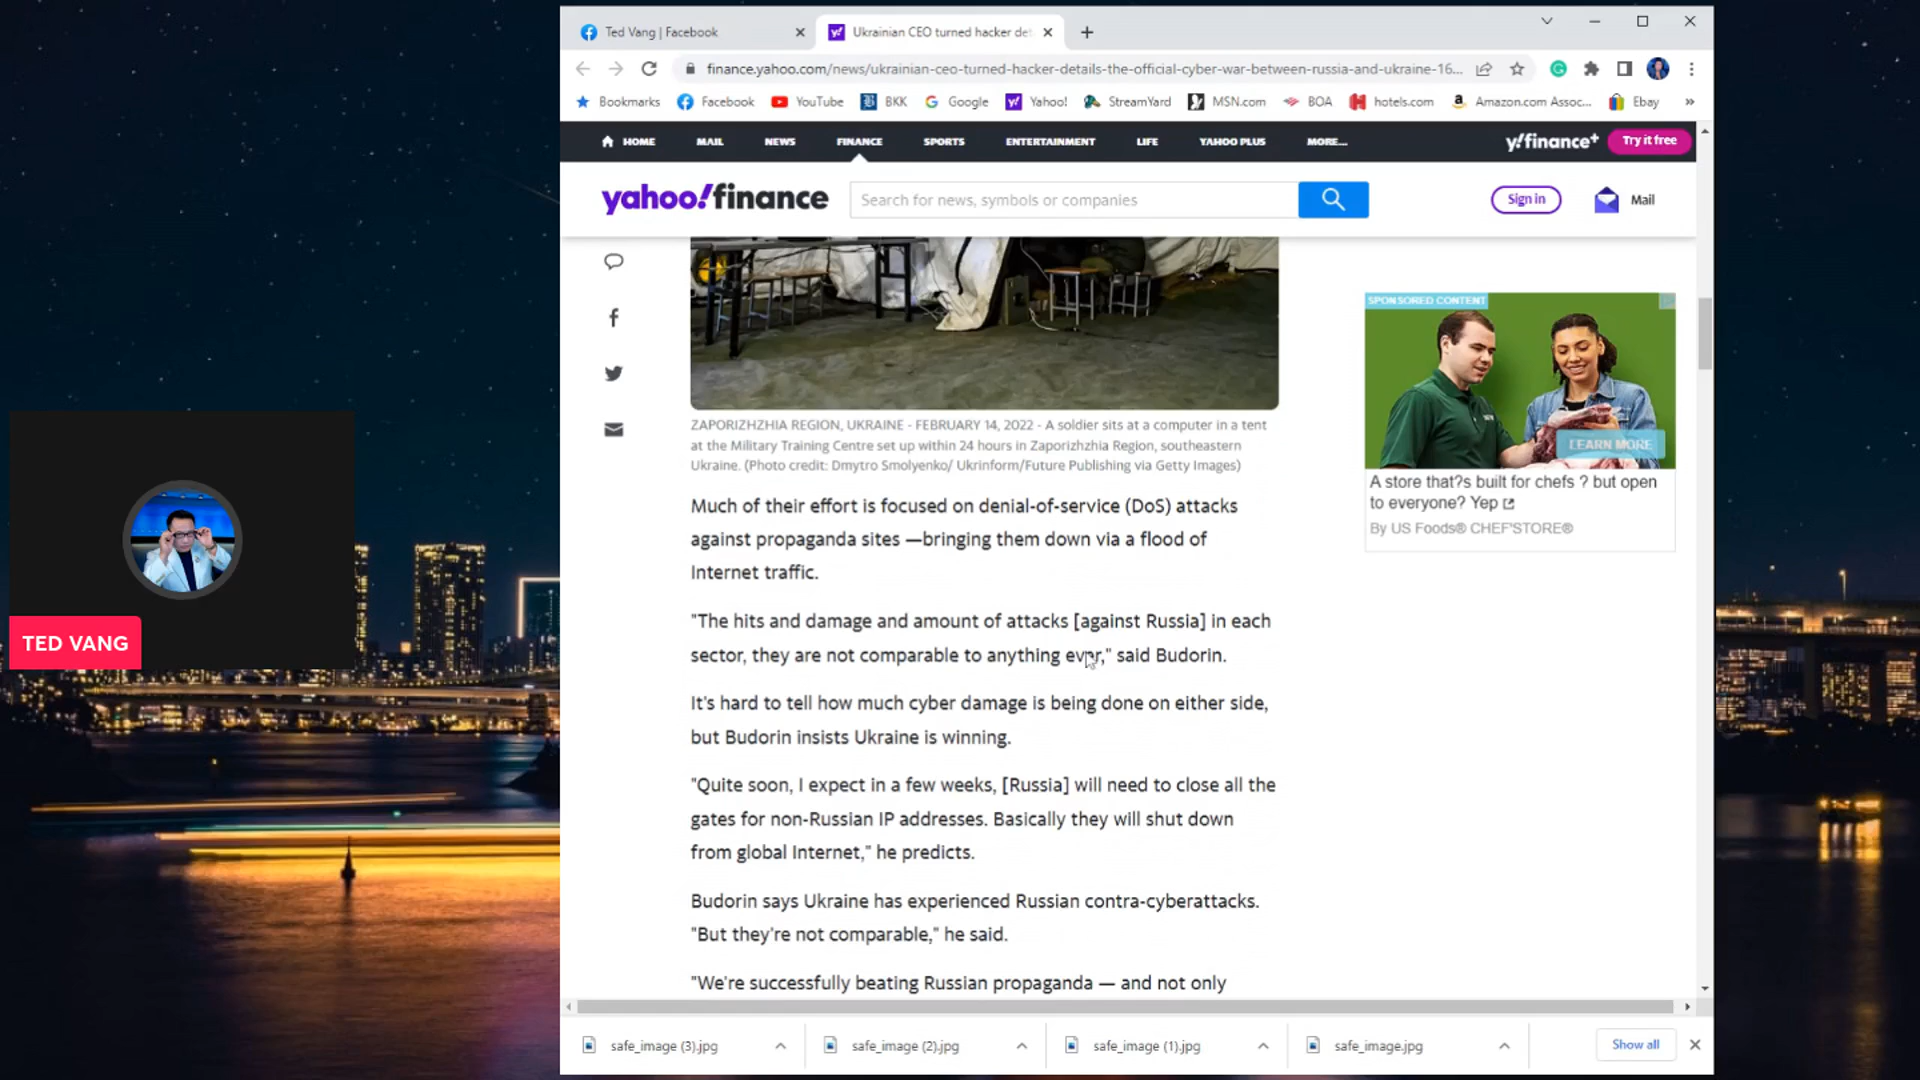 Ted Vang | Facebook
Ukrainian CEO turned hacker det
finance.yahoo.com/news/ukrainian-ceo-turned-hacker-details-the-official-cyber-war-between-russia-and-ukraine-16...
Bookmarks Facebook YouTube BKK Google Yahoo! StreamYard MSN.com BOA hotels.com Amazon.com Assoc... Ebay »
HOME MAIL NEWS FINANCE SPORTS ENTERTAINMENT LIFE YAHOO PLUS MORE... y!finance+ Try it free
yahoo!finance Search for news, symbols or companies Sign in Mail
ZAPORIZHZHIA REGION, UKRAINE - FEBRUARY 14, 2022 - A soldier sits at a computer in a tent
at the Military Training Centre set up within 24 hours in Zaporizhzhia Region, southeastern
Ukraine. (Photo credit: Dmytro Smolyenko/ Ukrinform/Future Publishing via Getty Images)
Much of their effort is focused on denial-of-service (DoS) attacks
against propaganda sites —bringing them down via a flood of
Internet traffic.
"The hits and damage and amount of attacks [against Russia] in each
sector, they are not comparable to anything ever," said Budorin.
It's hard to tell how much cyber damage is being done on either side,
but Budorin insists Ukraine is winning.
"Quite soon, I expect in a few weeks, [Russia] will need to close all the
gates for non-Russian IP addresses. Basically they will shut down
from global Internet," he predicts.
Budorin says Ukraine has experienced Russian contra-cyberattacks.
"But they're not comparable," he said.
"We're successfully beating Russian propaganda — and not only
SPONSORED CONTENT
LEARN MORE
A store that?s built for chefs ? but open
to everyone? Yep
By US Foods® CHEF'STORE®
TED VANG
safe_image (3).jpg safe_image (2).jpg safe_image (1).jpg safe_image.jpg Show all